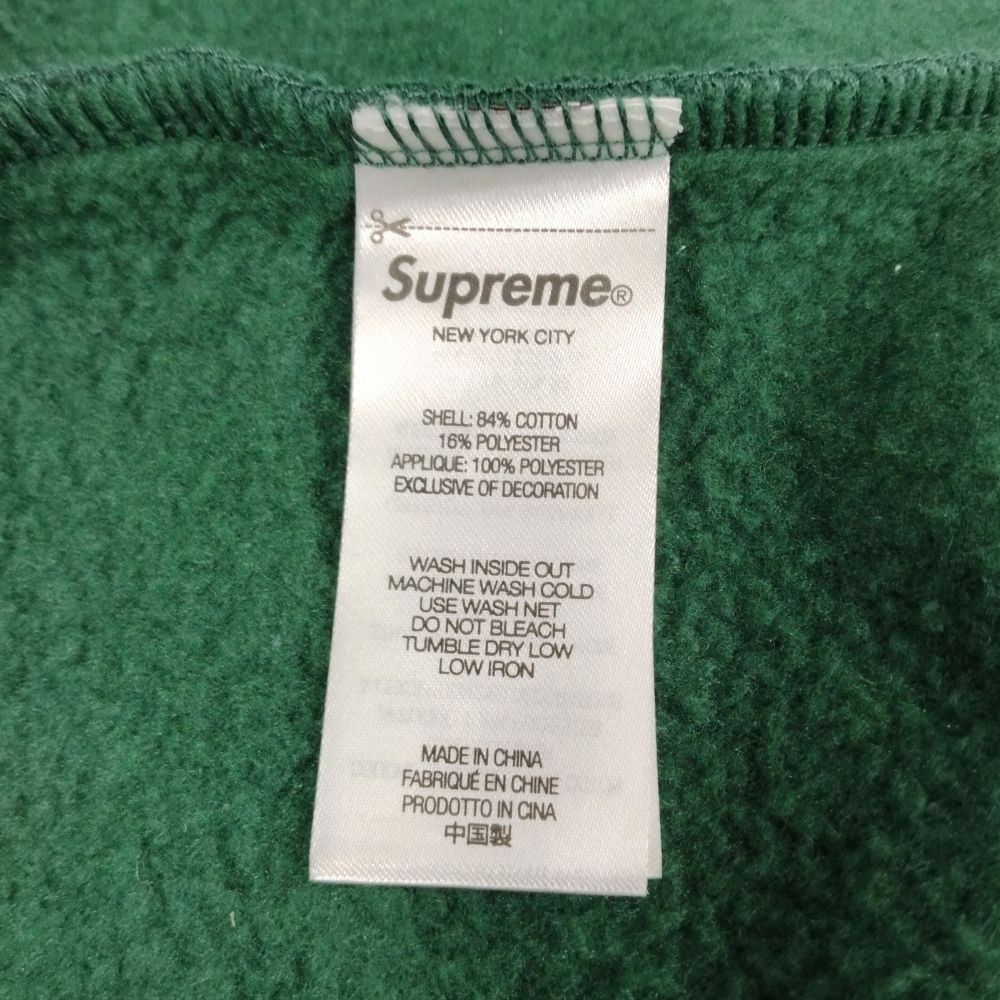 Supreme®
NEW YORK CITY
SHELL: 84% COTTON
16% POLYESTER
APPLIQUE: 100% POLYESTER
EXCLUSIVE OF DECORATION
WASH INSIDE OUT
MACHINE WASH COLD
USE WASH NET
DO NOT BLEACH
TUMBLE DRY LOW
LOW IRON
MADE IN CHINA
FABRIQUÉ EN CHINE
PRODOTTO IN CINA
中国製